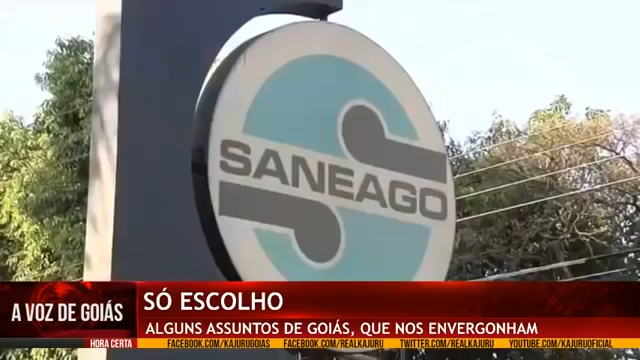 SANEAGO
A VOZ DE GOIÁS
SÓ ESCOLHO
ALGUNS ASSUNTOS DE GOIÁS, QUE NOS ENVERGONHAM
HORA CERTA
FACEBOOK.COM/KAJURUGOIAS | FACEBOOK.COM/REALKAJURU | TWITTER.COM/REALKAJURU | YOUTUBE.COM/KAJURUOFICIAL